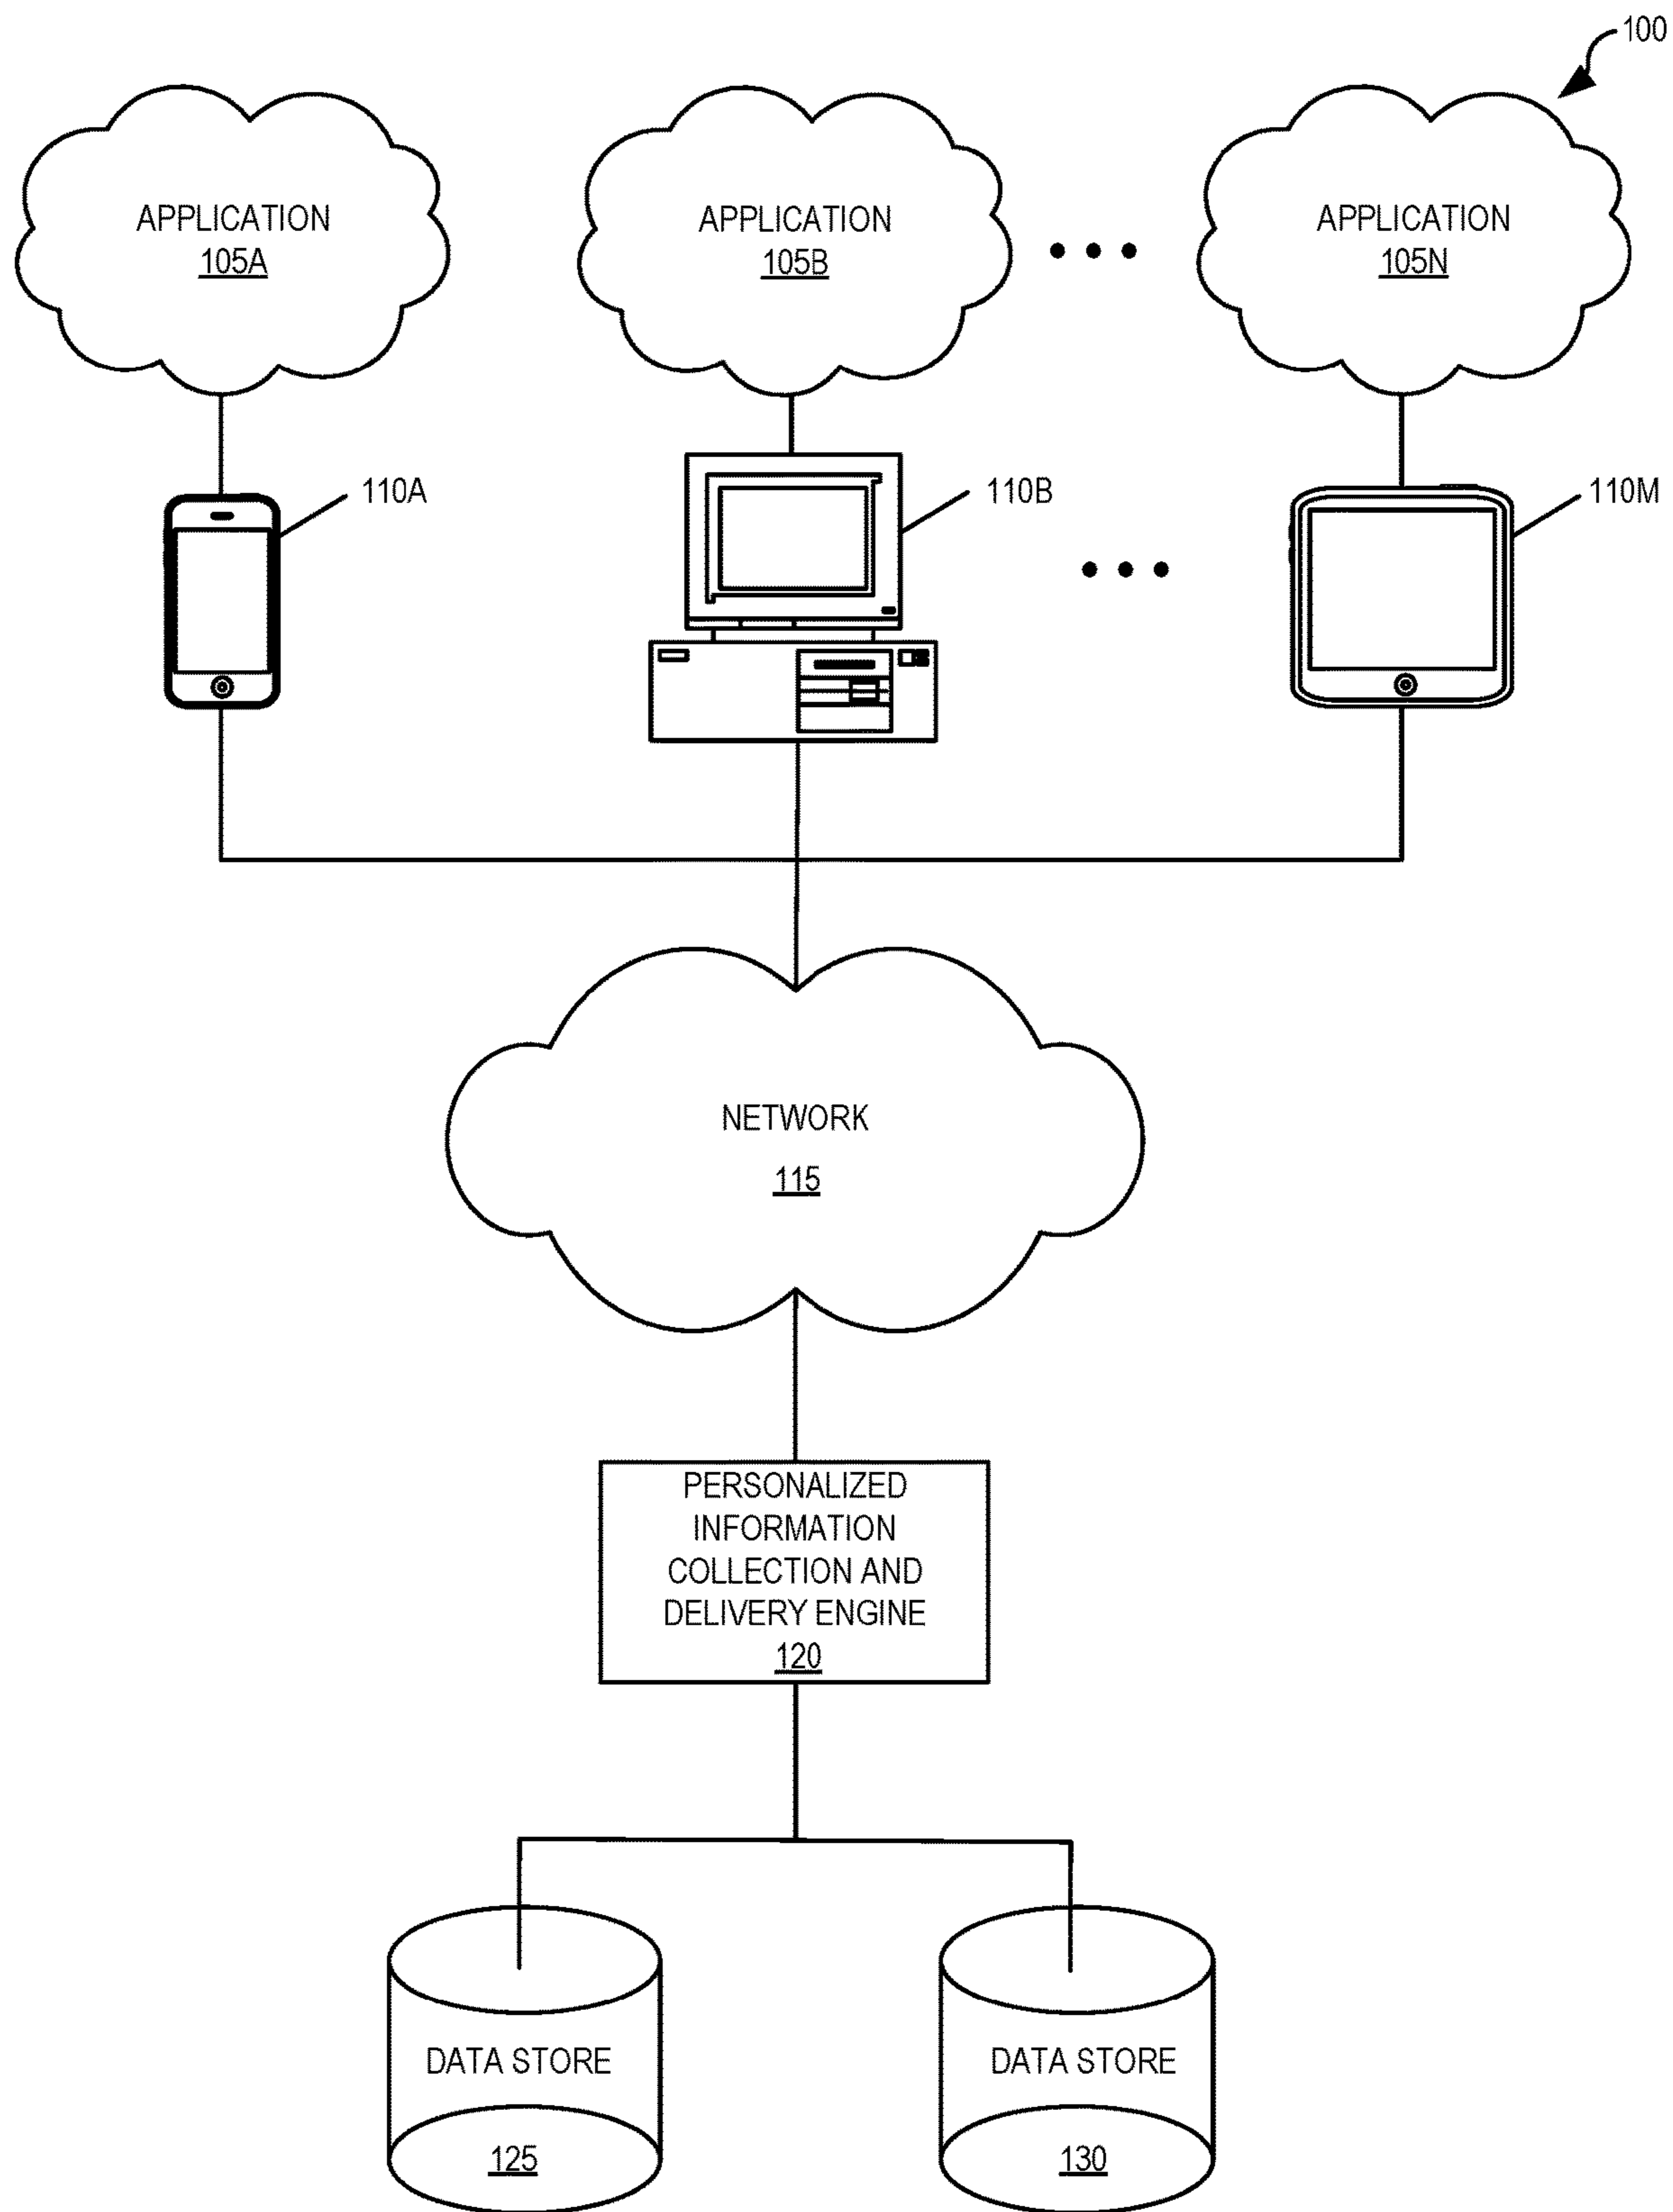 100
APPLICATION
105A
APPLICATION
105B
APPLICATION
105N
110A
110B
110M
NETWORK
115
PERSONALIZED
INFORMATION
COLLECTION AND
DELIVERY ENGINE
120
DATA STORE
125
DATA STORE
130